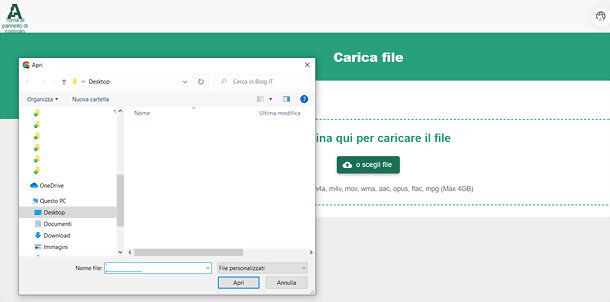 Torna al
pannello di
controllo
Carica file
Apri
Desktop
Cerca in Blog IT
Organizza
Nuova cartella
Nome
Ultima modifica
OneDrive
Questo PC
Desktop
Documenti
Download
Immagini
ina qui per caricare il file
o scegli file
m4a, m4v, mov, wma, aac, opus, flac, mpg (Max 4GB)
Nome file:
File personalizzati
Apri
Annulla